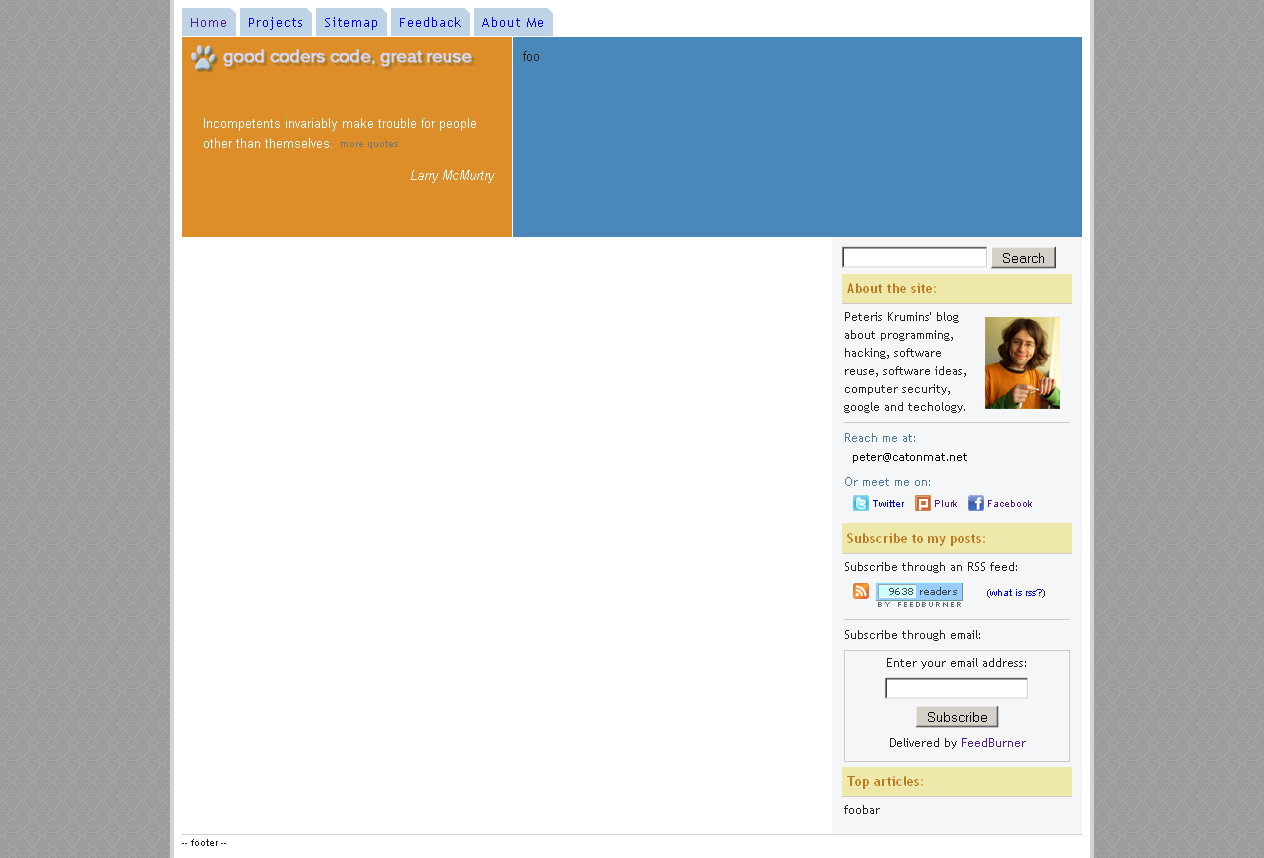 Home Projects Sitemap Feedback About Me
good coders code, great reuse
foo
Incompetents invariably make trouble for people
other than themselves. more quotes
Larry McMurtry
Search
About the site:
Peteris Krumins' blog
about programming,
hacking, software
reuse, software ideas,
computer security,
google and techology.
Reach me at:
peter@catonmat.net
Or meet me on:
Twitter Plurk Facebook
Subscribe to my posts:
Subscribe through an RSS feed:
9638 readers (what is rss?)
BY FEEDBURNER
Subscribe through email:
Enter your email address:
Subscribe
Delivered by FeedBurner
Top articles:
foobar
-- footer --